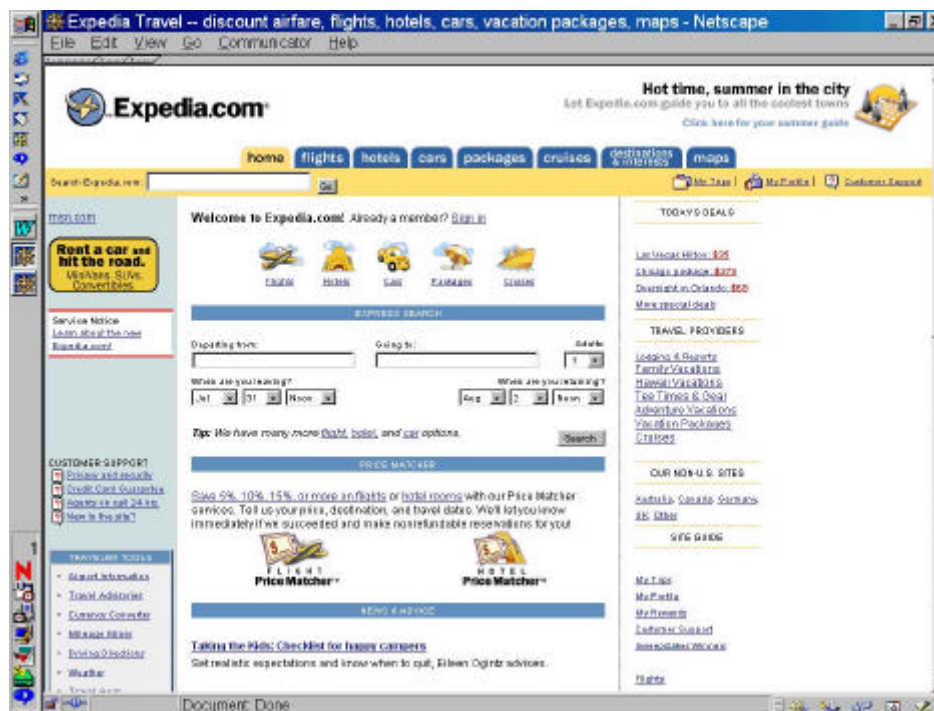 Expedia Travel -- discount airfare, flights, hotels, cars, vacation packages, maps - Netscape
File Edit View Go Communicator Help
Expedia.com
Hot time, summer in the city
Let Expedia.com guide you to all the coolest towns
Click here for your summer guide
home flights hotels cars packages cruises destinations & interests maps
Search Expedia.com: Go
My Trips | My Profile | Customer Support
msn.com
Rent a car and
hit the road.
MiniVans, SUVs,
Convertibles.
Service Notice
Learn about the new
Expedia.com!
CUSTOMER SUPPORT
Privacy and security
Credit Card Guarantee
Agents on call 24 hrs.
New to the site?
TRAVELER TOOLS
Airport Information
Travel Advisories
Currency Converter
Mileage Miner
Driving Directions
Weather
Welcome to Expedia.com! Already a member? Sign in
Flights Hotels Cars Packages Cruises
EXPRESS SEARCH
Departing from: Going to: Adults
1
When are you leaving? When are you returning?
Jul 31 Noon Aug 2 Noon
Tip: We have many more flight, hotel, and car options.
Search
PRICE MATCHER
Save 5%, 10%, 15%, or more on flights or hotel rooms with our Price Matcher
services. Tell us your price, destination, and travel dates. We'll let you know
immediately if we succeeded and make nonrefundable reservations for you!
FLIGHT
Price Matcher
HOTEL
Price Matcher
NEWS & ADVICE
Taking the Kids: Checklist for happy campers
Set realistic expectations and know when to quit, Eileen Ogintz advises.
TODAY'S DEALS
Las Vegas Hilton: $35
Chicago package: $373
Overnight in Orlando: $68
More special deals
TRAVEL PROVIDERS
Lodging & Resorts
Family Vacations
Hawaii Vacations
Tee Times & Gear
Adventure Vacations
Vacation Packages
Cruises
OUR NON-U.S. SITES
Australia, Canada, Germany,
UK, Other
SITE GUIDE
My Trips
My Profile
My Rewards
Customer Support
Sweepstakes Winners
Flights
Document: Done